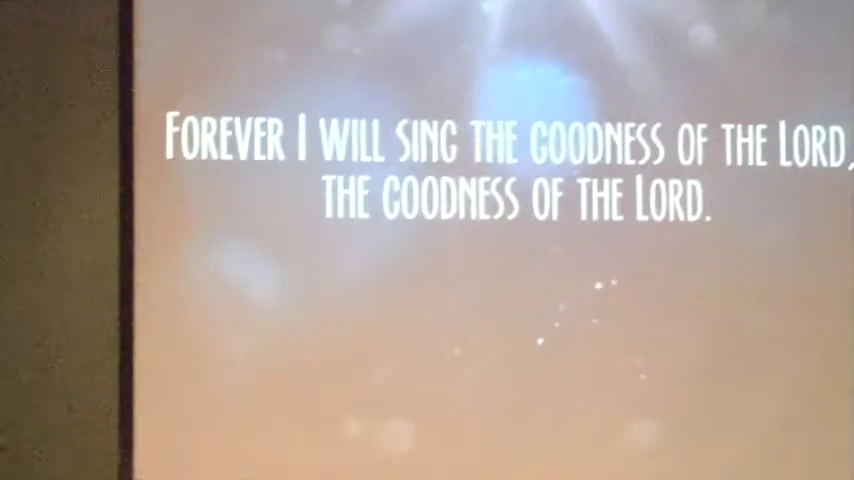 Forever I will sing the goodness of the Lord,
the goodness of the Lord.